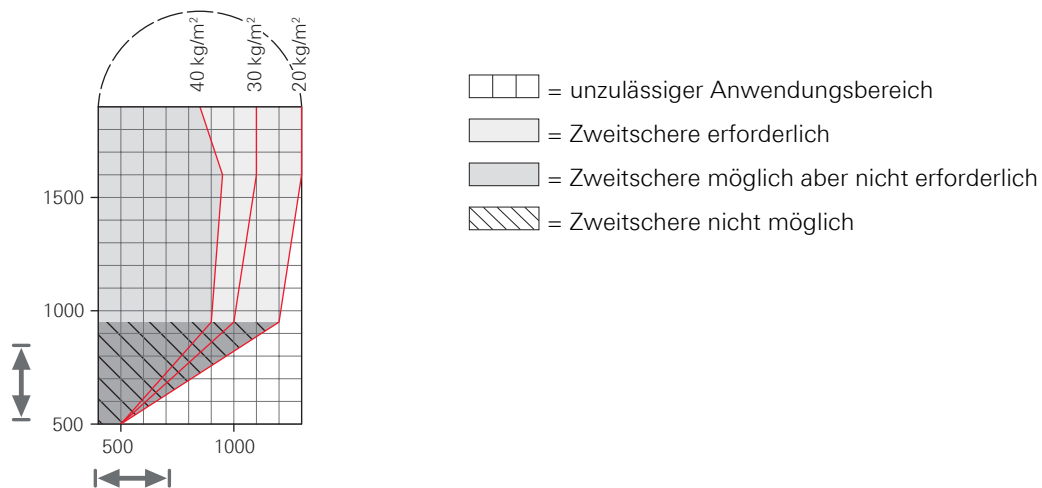 40 kg/m²
30 kg/m²
20 kg/m²
1500
1000
500
500 1000
= unzulässiger Anwendungsbereich
= Zweitschere erforderlich
= Zweitschere möglich aber nicht erforderlich
= Zweitschere nicht möglich